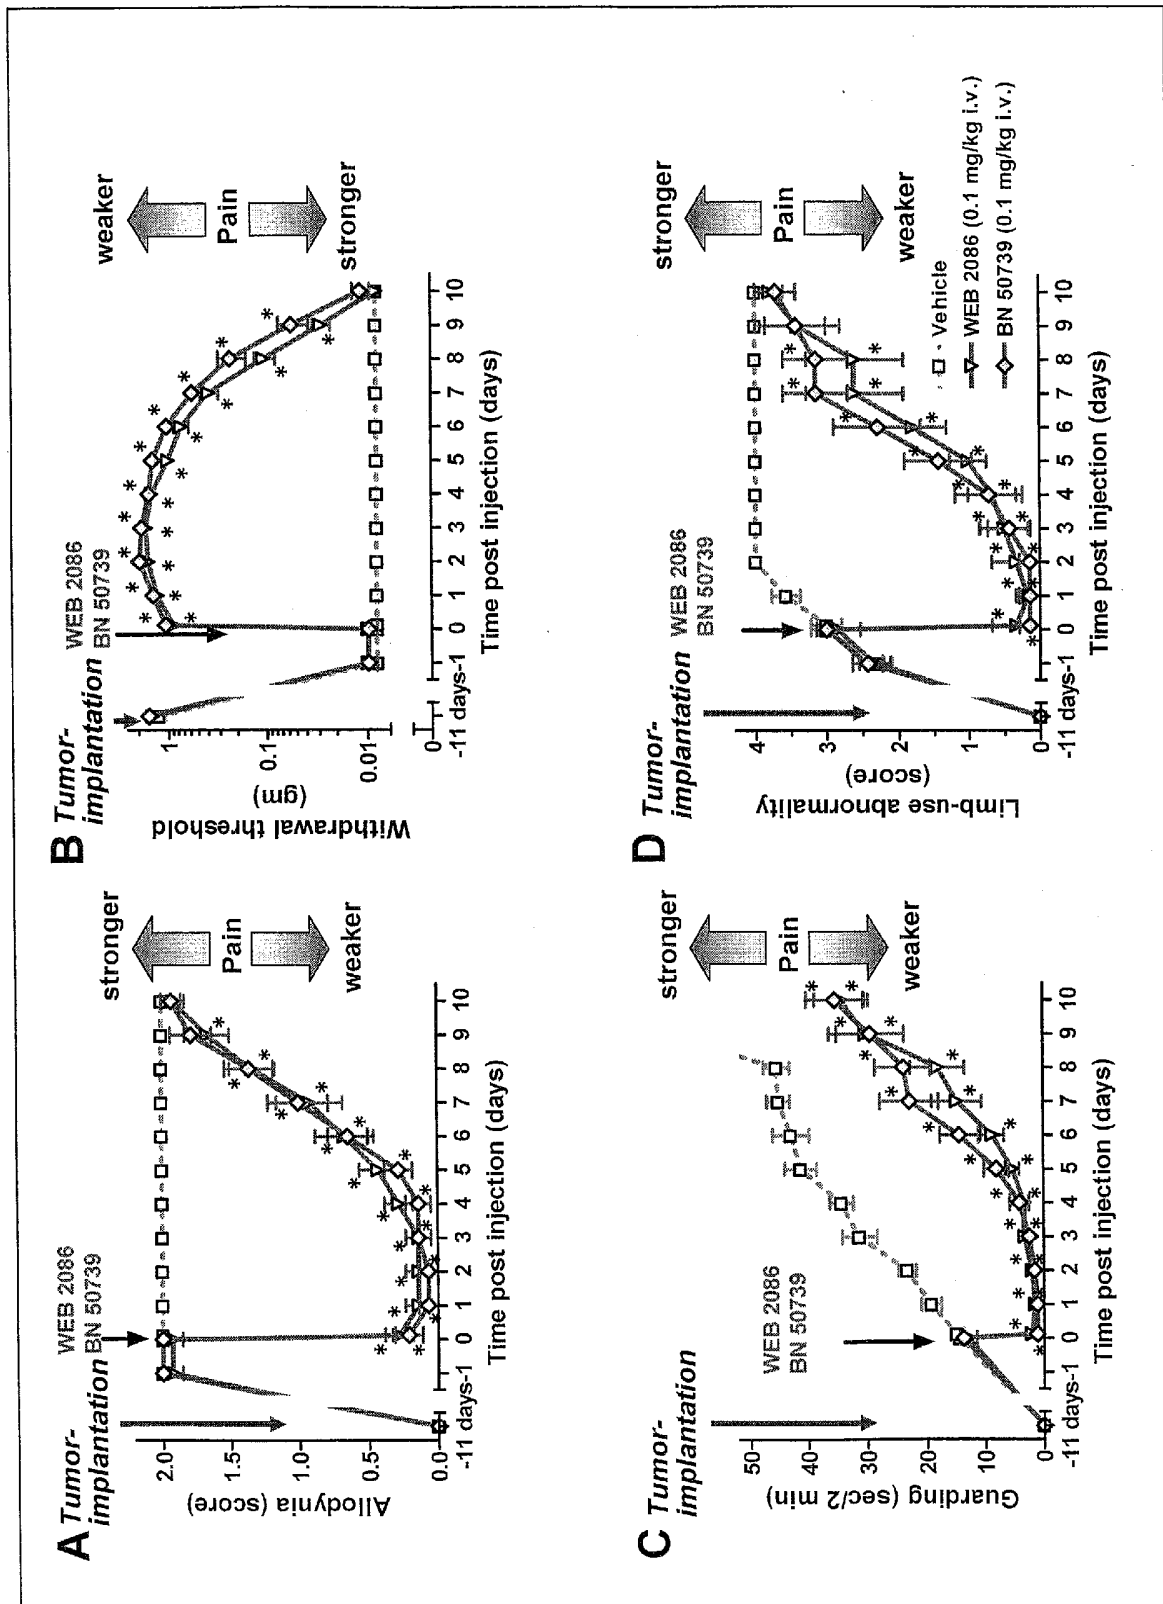 A
Tumor-
implantation
WEB 2086
BN 50739
stronger
Pain
weaker
Allodynia (score)
2.0
1.5
1.0
0.5
0.0
-11 days
-1
0
1
2
3
4
5
6
7
8
9
10
Time post injection (days)
B
Tumor-
implantation
WEB 2086
BN 50739
weaker
Pain
stronger
Withdrawal threshold
(gm)
1
0.1
0.01
0
-11 days
-1
0
1
2
3
4
5
6
7
8
9
10
Time post injection (days)
C
Tumor-
implantation
WEB 2086
BN 50739
stronger
Pain
weaker
Guarding (sec/2 min)
50
40
30
20
10
0
-11 days
-1
0
1
2
3
4
5
6
7
8
9
10
Time post injection (days)
D
Tumor-
implantation
WEB 2086
BN 50739
stronger
Pain
weaker
Limb-use abnormality
(score)
4
3
2
1
0
-11 days
-1
0
1
2
3
4
5
6
7
8
9
10
Time post injection (days)
Vehicle
WEB 2086 (0.1 mg/kg i.v.)
BN 50739 (0.1 mg/kg i.v.)